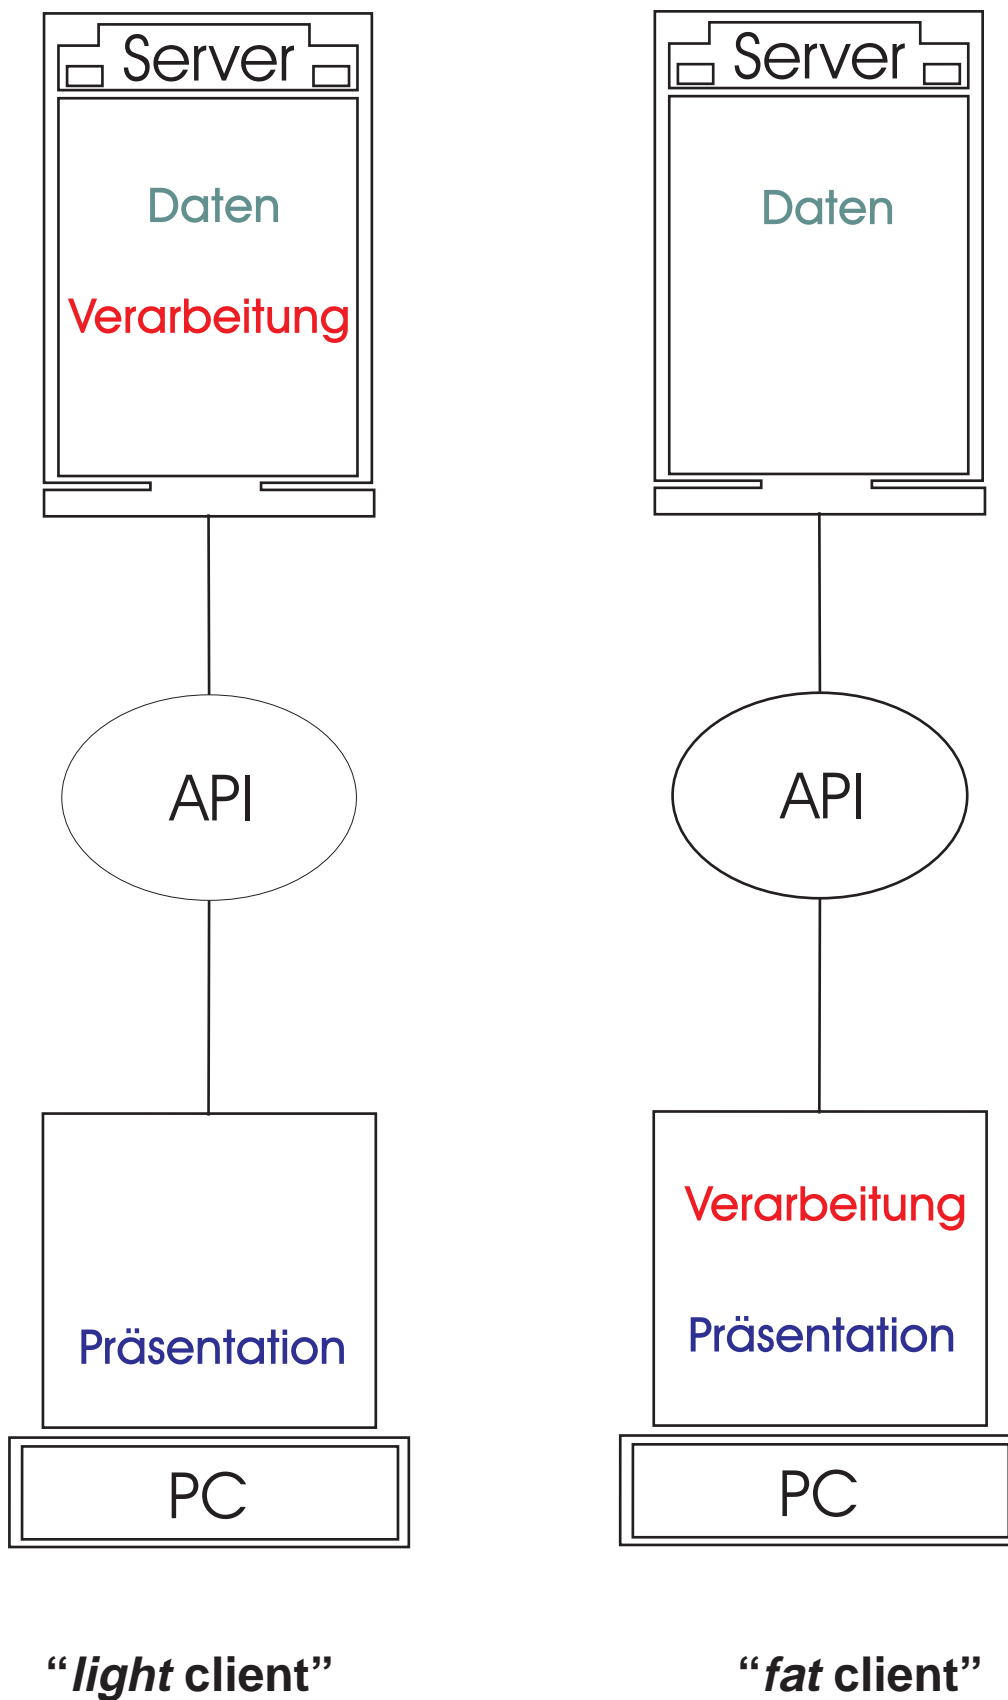 Server
Daten
Verarbeitung
API
Präsentation
PC
“light client”
Server
Daten
API
Verarbeitung
Präsentation
PC
“fat client”